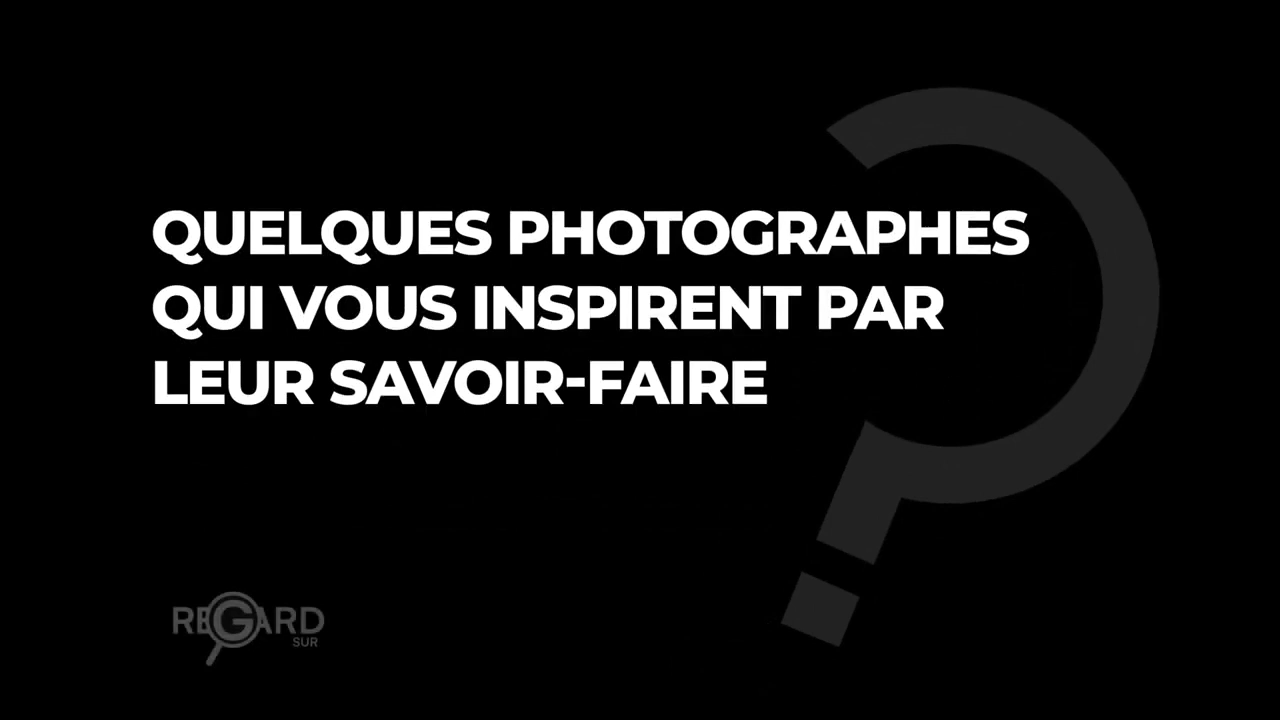 QUELQUES PHOTOGRAPHES
QUI VOUS INSPIRENT PAR
LEUR SAVOIR-FAIRE
?
REGARD
SUR